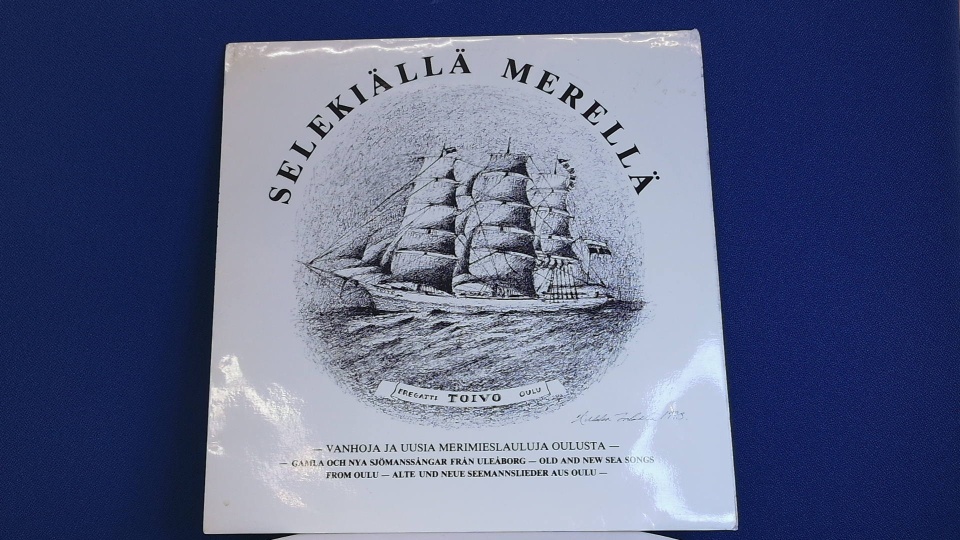 SELEKIÄLLÄ MERELLÄ
FREGATTI TOIVO OULU
— VANHOJA JA UUSIA MERIMIESLAULUJA OULUSTA —
— GAMLA OCH NYA SJÖMANSSÅNGAR FRÅN ULEÅBORG — OLD AND NEW SEA SONGS
FROM OULU — ALTE UND NEUE SEEMANNSLIEDER AUS OULU —